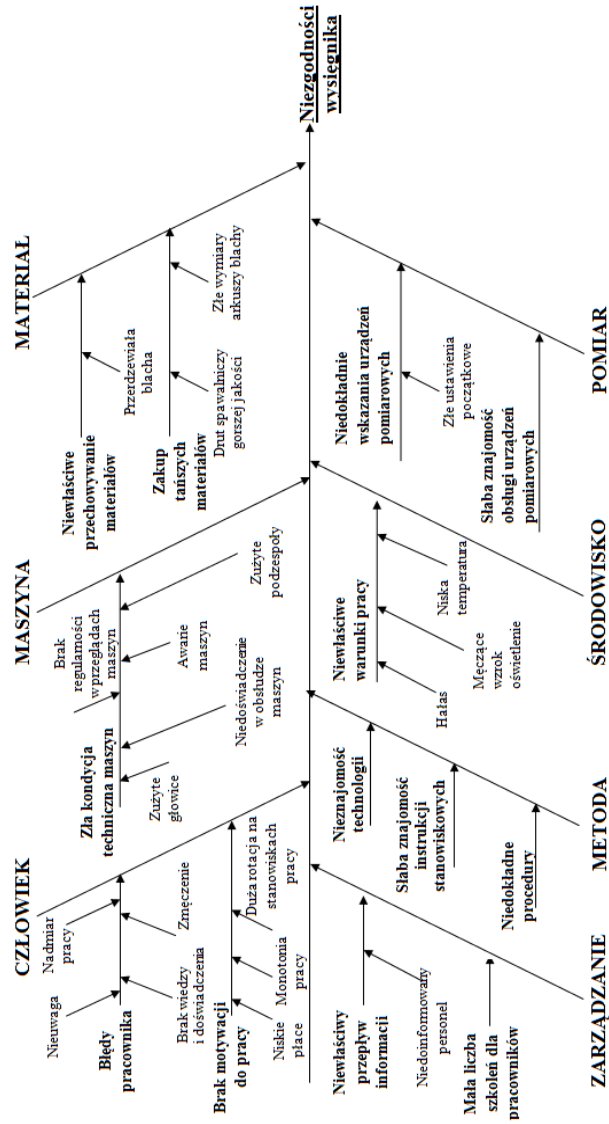 CZŁOWIEK
MASZYNA
MATERIAŁ
Nieuwaga
Nadmiar
pracy
Błędy
pracownika
Brak wiedzy
i doświadczenia
Zmęczenie
Brak motywacji
do pracy
Niskie
płace
Monotonia
pracy
Duża rotacja na
stanowiskach
pracy
Brak
regulamości
w przeglądach
maszyn
Zła kondycja
techniczna maszyn
Zużyte
głowice
Niedoświadczenie
w obsłudze
maszyn
Awarie
maszyn
Zużyte
podzespoły
Niewłaściwe
przechowywanie
materiałów
Przerdzewiała
blacha
Zakup
tańszych
materiałów
Drut spawalniczy
gorszej jakości
Złe wymiary
arkuszy blachy
Niezgodności
wysięgnika
Niewłaściwy
przepływ
informacji
Niedoinformowany
personel
Mała liczba
szkoleń dla
pracowników
Nieznajomość
technologii
Słaba znajomość
instrukcji
stanowiskowych
Niedokładne
procedury
Niewłaściwe
warunki pracy
Hałas
Męczące
wzrok
oświetlenie
Niska
temperatura
Niedokładnie
wskazania urządzeń
pomiarowych
Złe ustawienia
początkowe
Słaba znajomość
obsługi urządzeń
pomiarowych
ZARZĄDZANIE
METODA
ŚRODOWISKO
POMIAR